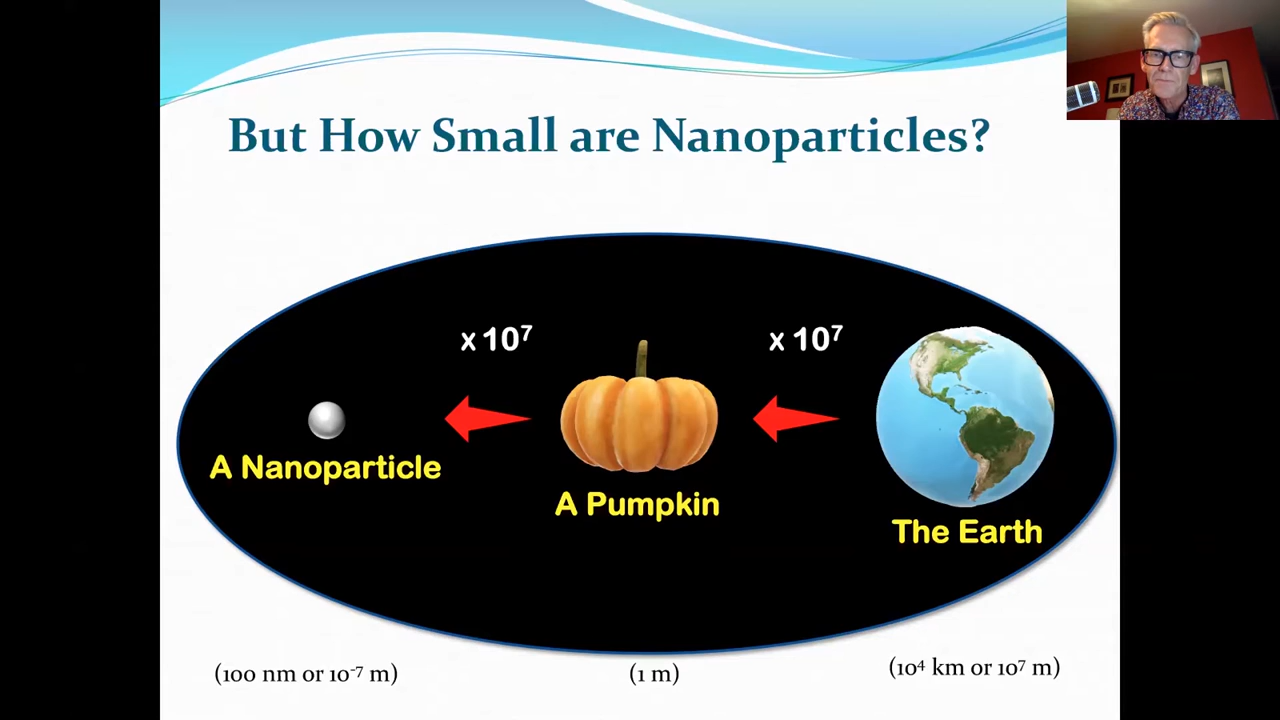 But How Small are Nanoparticles?
x 10⁷
x 10⁷
A Nanoparticle
A Pumpkin
The Earth
(100 nm or 10⁻⁷ m)
(1 m)
(10⁴ km or 10⁷ m)